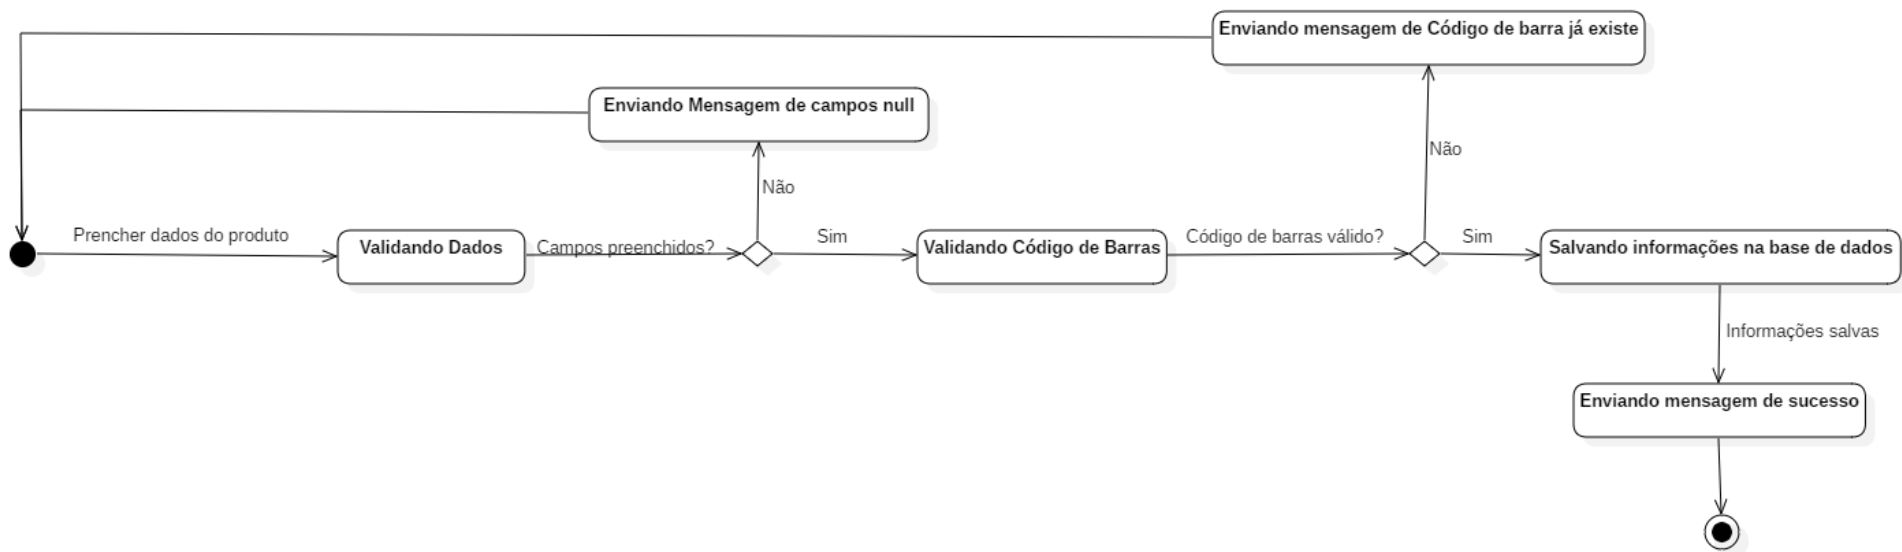 Enviando mensagem de Código de barra já existe
Enviando Mensagem de campos null
Não
Não
Prencher dados do produto
Validando Dados
Campos preenchidos?
Sim
Validando Código de Barras
Código de barras válido?
Sim
Salvando informações na base de dados
Informações salvas
Enviando mensagem de sucesso